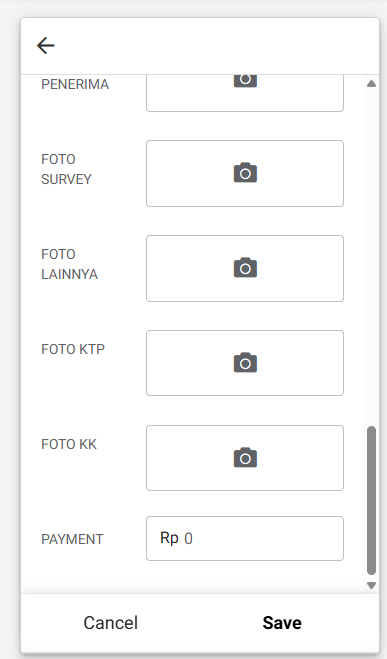 PENERIMA
FOTO
SURVEY
FOTO
LAINNYA
FOTO KTP
FOTO KK
PAYMENT
Rp 0
Cancel
Save